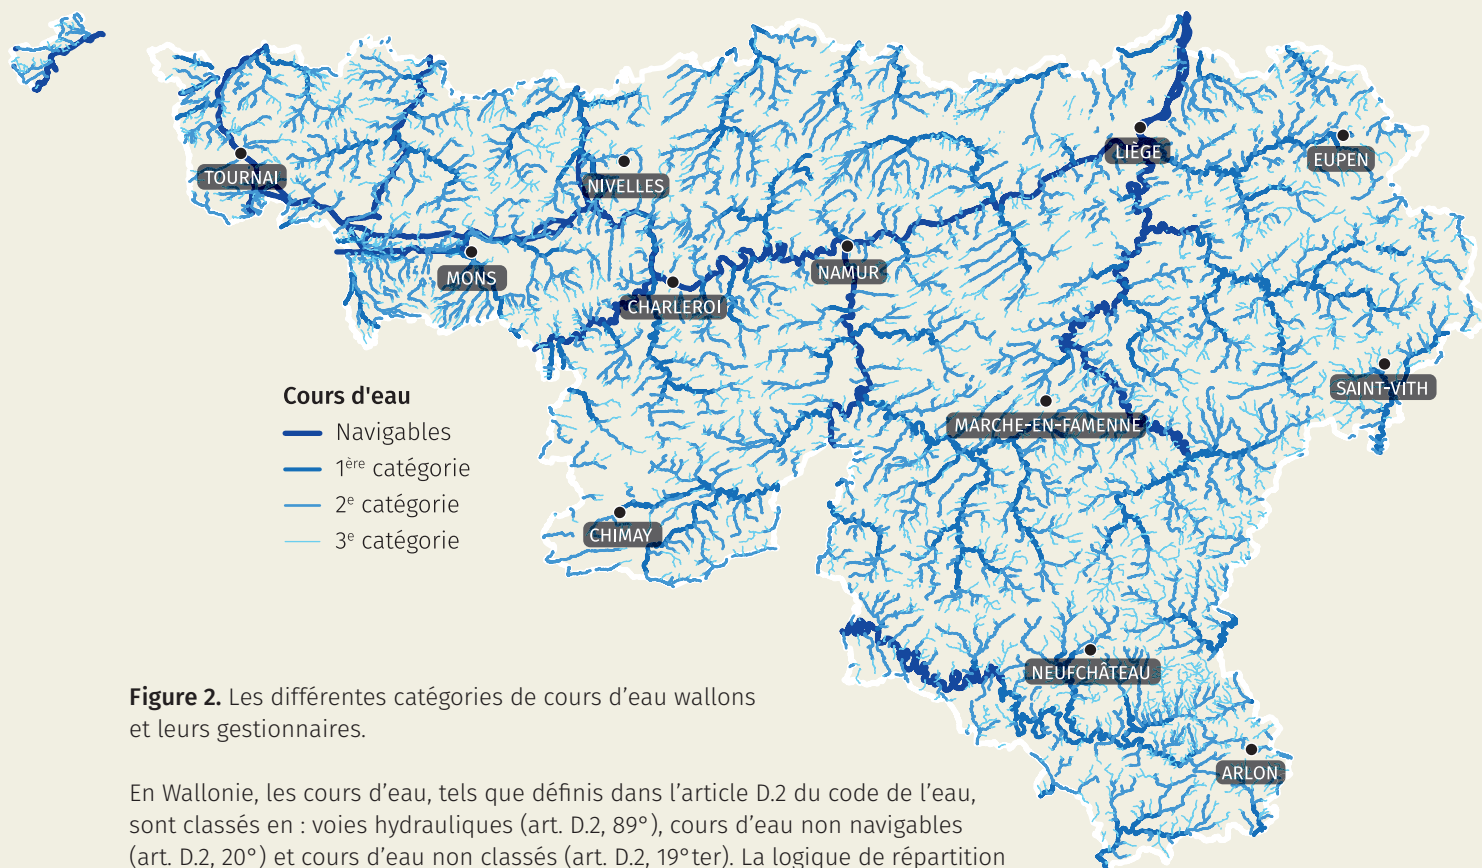 TOURNAI
MONS
NIVELLES
CHARLEROI
NAMUR
LIÈGE
EUPEN
SAINT-VITH
MARCHE-EN-FAMENNE
CHIMAY
NEUFCHÂTEAU
ARLON
Cours d'eau
Navigables
1ère catégorie
2e catégorie
3e catégorie
Figure 2. Les différentes catégories de cours d’eau wallons
et leurs gestionnaires.
En Wallonie, les cours d’eau, tels que définis dans l’article D.2 du code de l’eau,
sont classés en : voies hydrauliques (art. D.2, 89°), cours d’eau non navigables
(art. D.2, 20°) et cours d’eau non classés (art. D.2, 19°ter). La logique de répartition